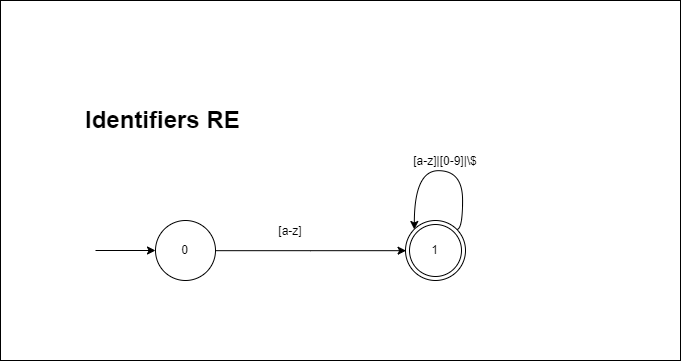 Identifiers RE
[a-z]|[0-9]|\$
[a-z]
0
1